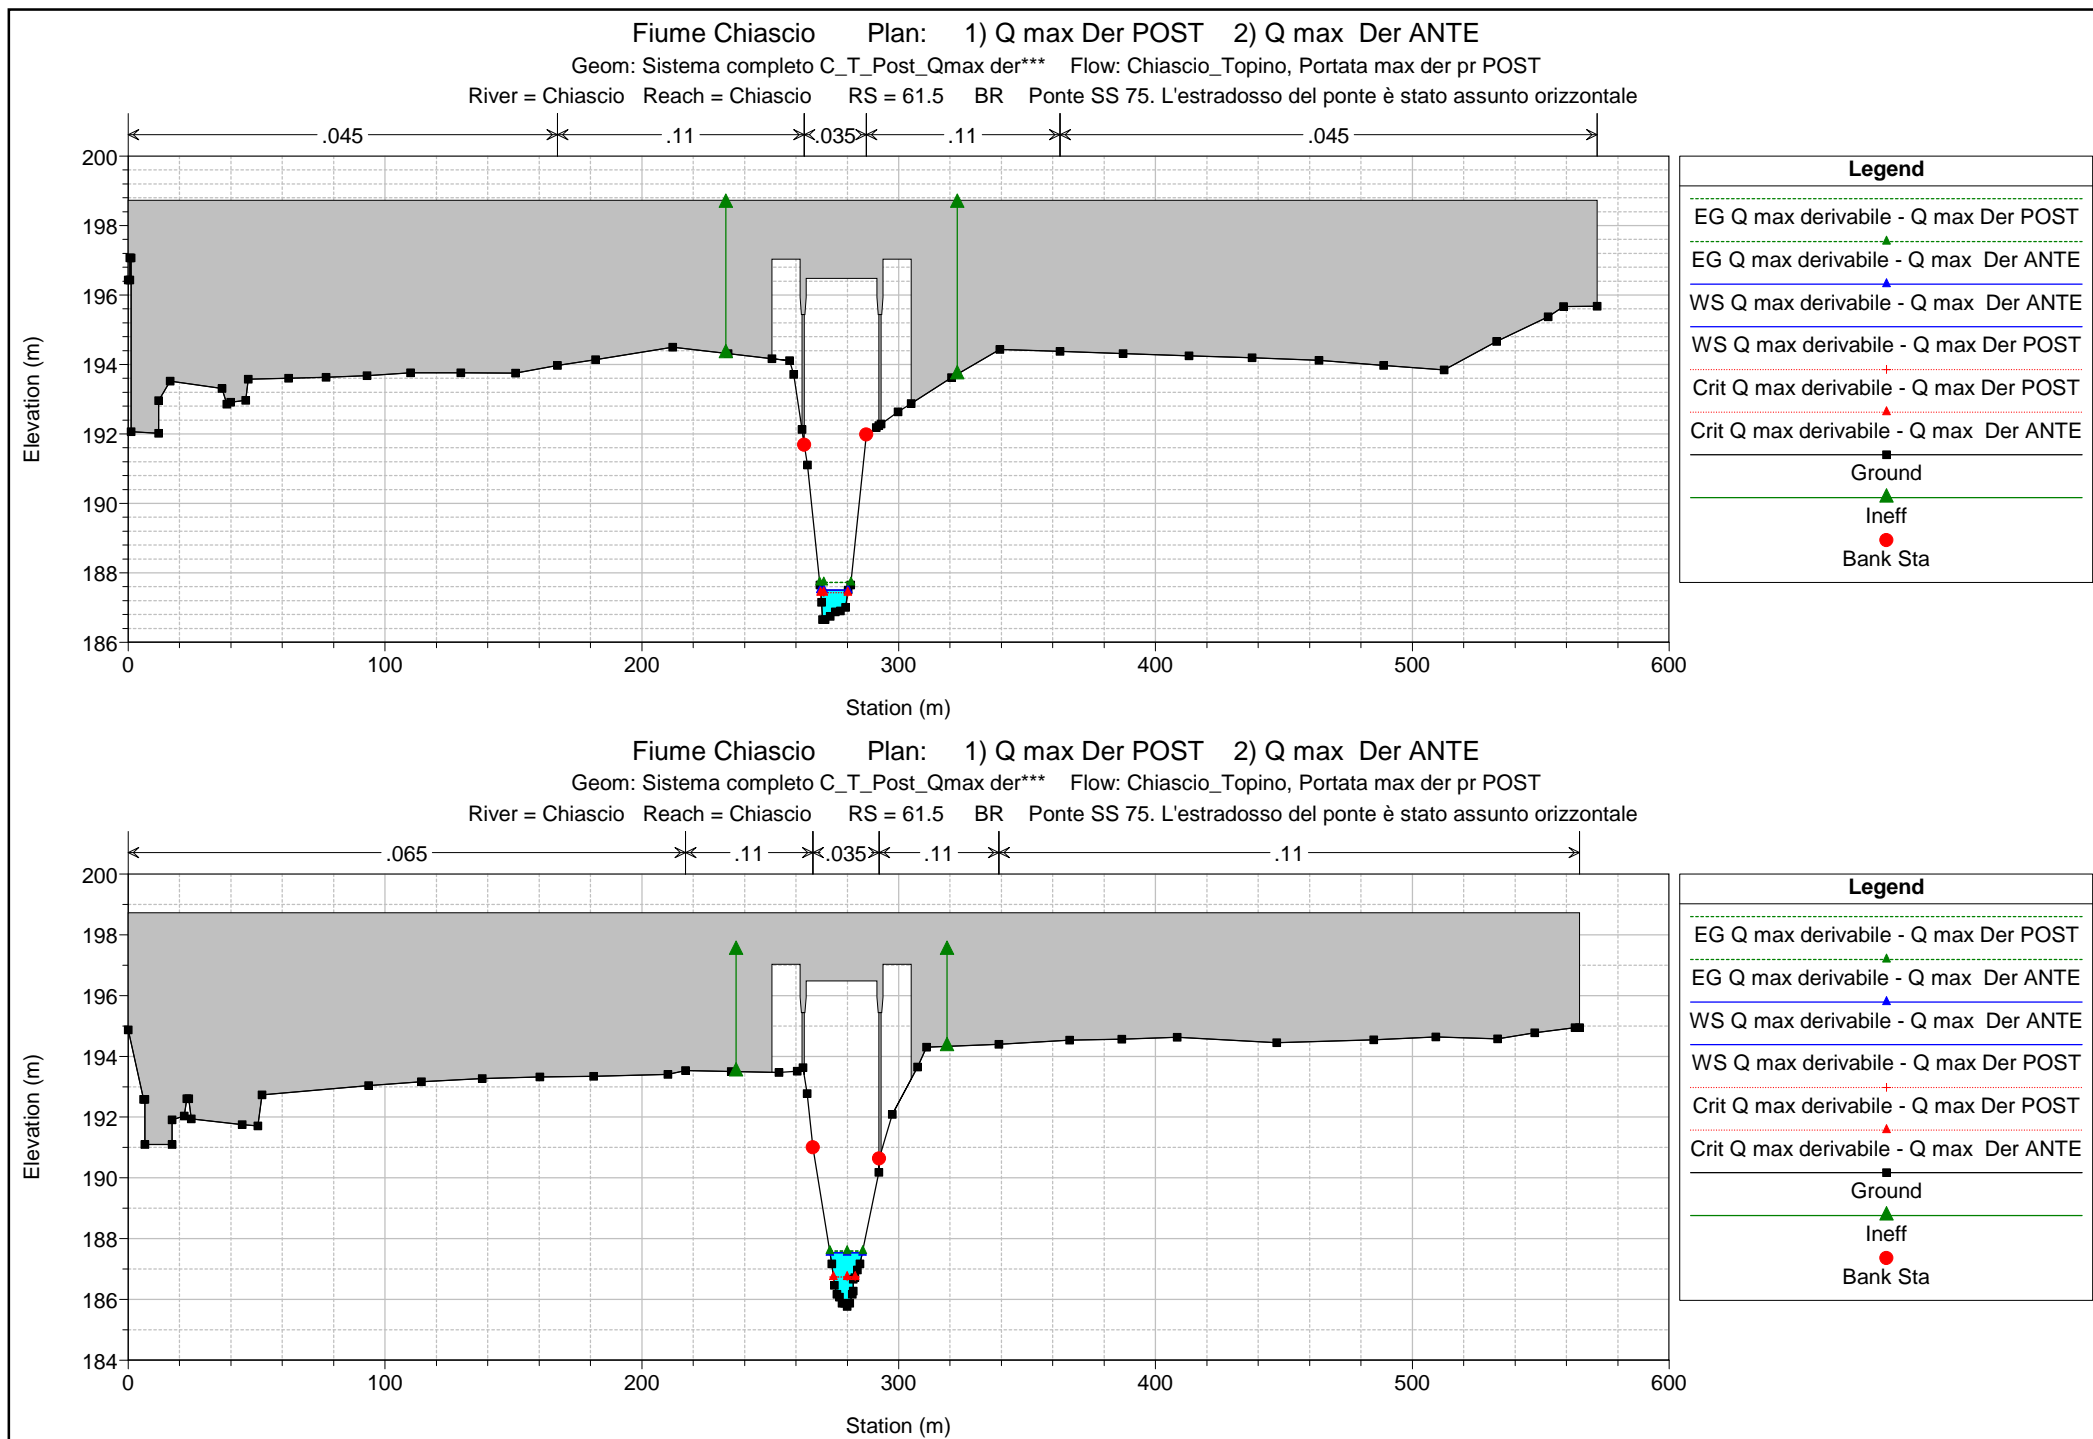 Fiume Chiascio Plan: 1) Q max Der POST 2) Q max Der ANTE
Geom: Sistema completo C_T_Post_Qmax der*** Flow: Chiascio_Topino, Portata max der pr POST
River = Chiascio Reach = Chiascio RS = 61.5 BR Ponte SS 75. L'estradosso del ponte è stato assunto orizzontale
.045 .11 .035 .11 .045
200
198
196
194
192
190
188
186
Elevation (m)
0 100 200 300 400 500 600
Station (m)
Legend
EG Q max derivabile - Q max Der POST
EG Q max derivabile - Q max Der ANTE
WS Q max derivabile - Q max Der ANTE
WS Q max derivabile - Q max Der POST
Crit Q max derivabile - Q max Der POST
Crit Q max derivabile - Q max Der ANTE
Ground
Ineff
Bank Sta
Fiume Chiascio Plan: 1) Q max Der POST 2) Q max Der ANTE
Geom: Sistema completo C_T_Post_Qmax der*** Flow: Chiascio_Topino, Portata max der pr POST
River = Chiascio Reach = Chiascio RS = 61.5 BR Ponte SS 75. L'estradosso del ponte è stato assunto orizzontale
.065 .11 .035 .11 .11
200
198
196
194
192
190
188
186
184
Elevation (m)
0 100 200 300 400 500 600
Station (m)
Legend
EG Q max derivabile - Q max Der POST
EG Q max derivabile - Q max Der ANTE
WS Q max derivabile - Q max Der ANTE
WS Q max derivabile - Q max Der POST
Crit Q max derivabile - Q max Der POST
Crit Q max derivabile - Q max Der ANTE
Ground
Ineff
Bank Sta